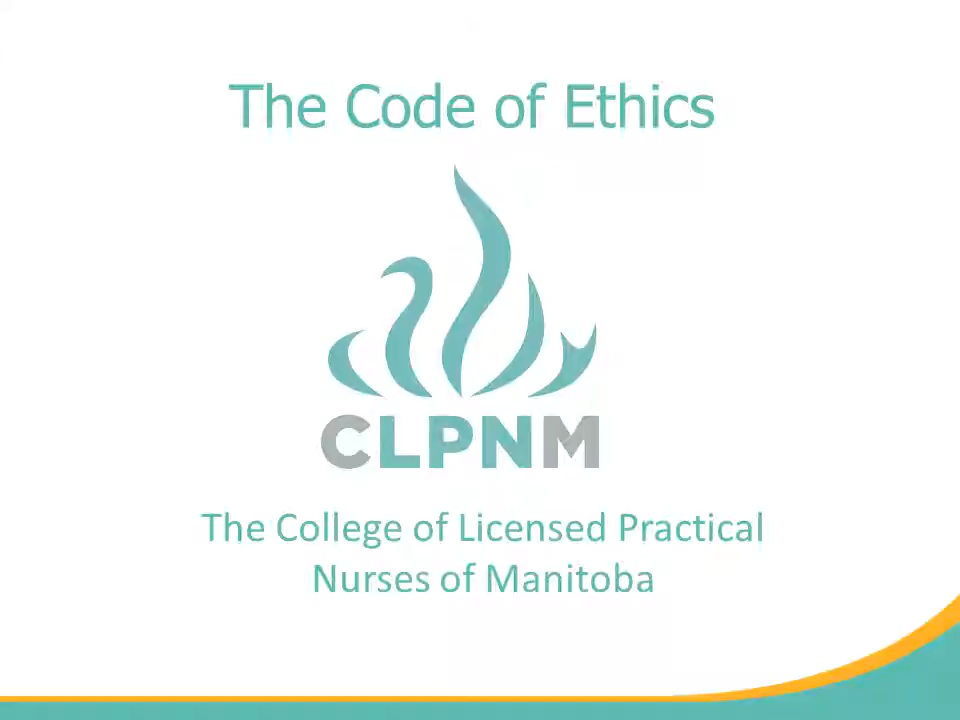 The Code of Ethics
CLPNM
The College of Licensed Practical
Nurses of Manitoba